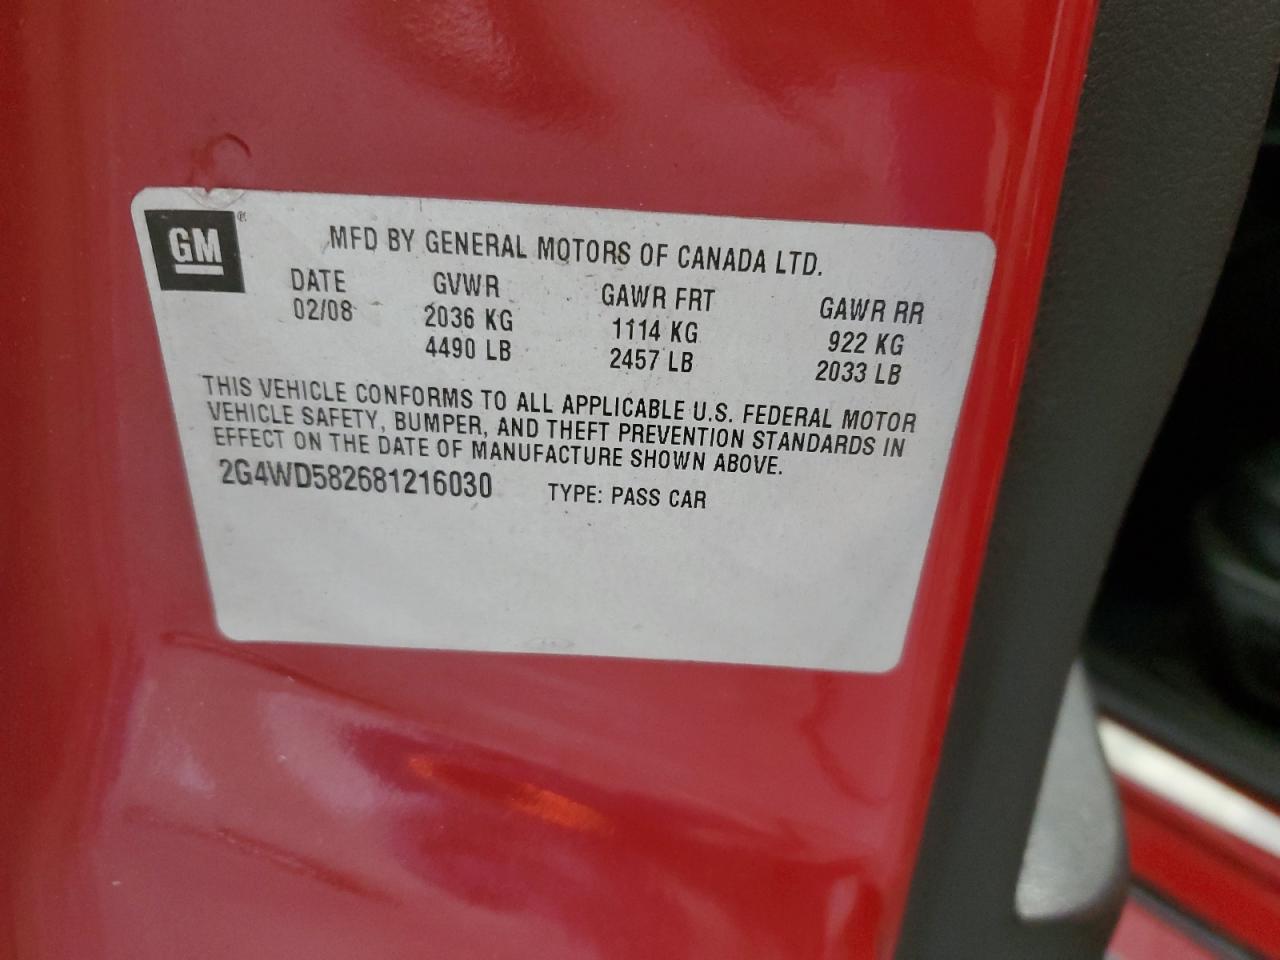 GM®
MFD BY GENERAL MOTORS OF CANADA LTD.
DATE GVWR GAWR FRT GAWR RR
02/08 2036 KG 1114 KG 922 KG
4490 LB 2457 LB 2033 LB
THIS VEHICLE CONFORMS TO ALL APPLICABLE U.S. FEDERAL MOTOR
VEHICLE SAFETY, BUMPER, AND THEFT PREVENTION STANDARDS IN
EFFECT ON THE DATE OF MANUFACTURE SHOWN ABOVE.
2G4WD582681216030 TYPE: PASS CAR